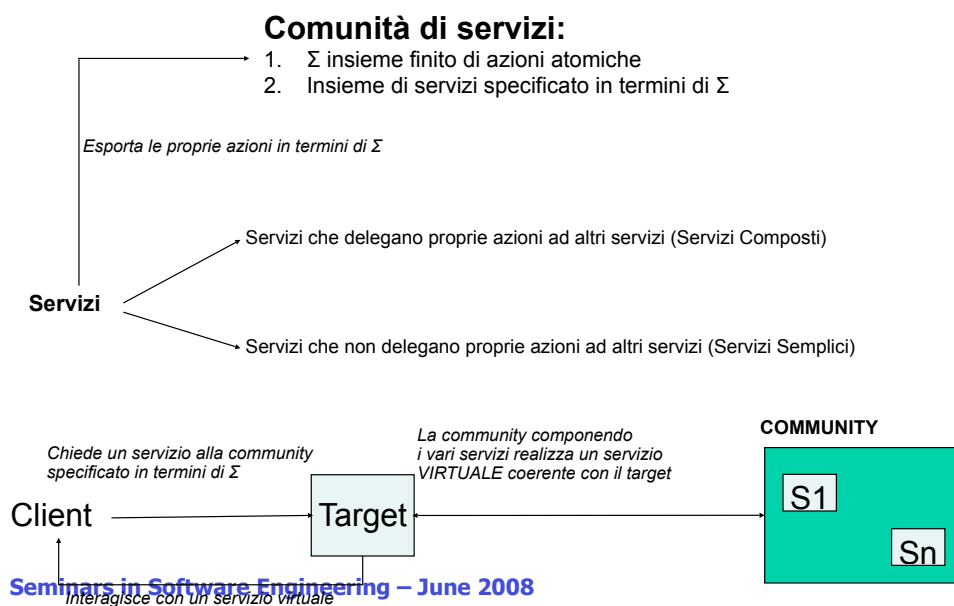 Comunità di servizi:
1. Σ insieme finito di azioni atomiche
2. Insieme di servizi specificato in termini di Σ
Esporta le proprie azioni in termini di Σ
Servizi che delegano proprie azioni ad altri servizi (Servizi Composti)
Servizi
Servizi che non delegano proprie azioni ad altri servizi (Servizi Semplici)
Chiede un servizio alla community
specificato in termini di Σ
La community componendo
i vari servizi realizza un servizio
VIRTUALE coerente con il target
COMMUNITY
Client
Target
S1
Sn
Seminars in Software Engineering – June 2008
Interagisce con un servizio virtuale